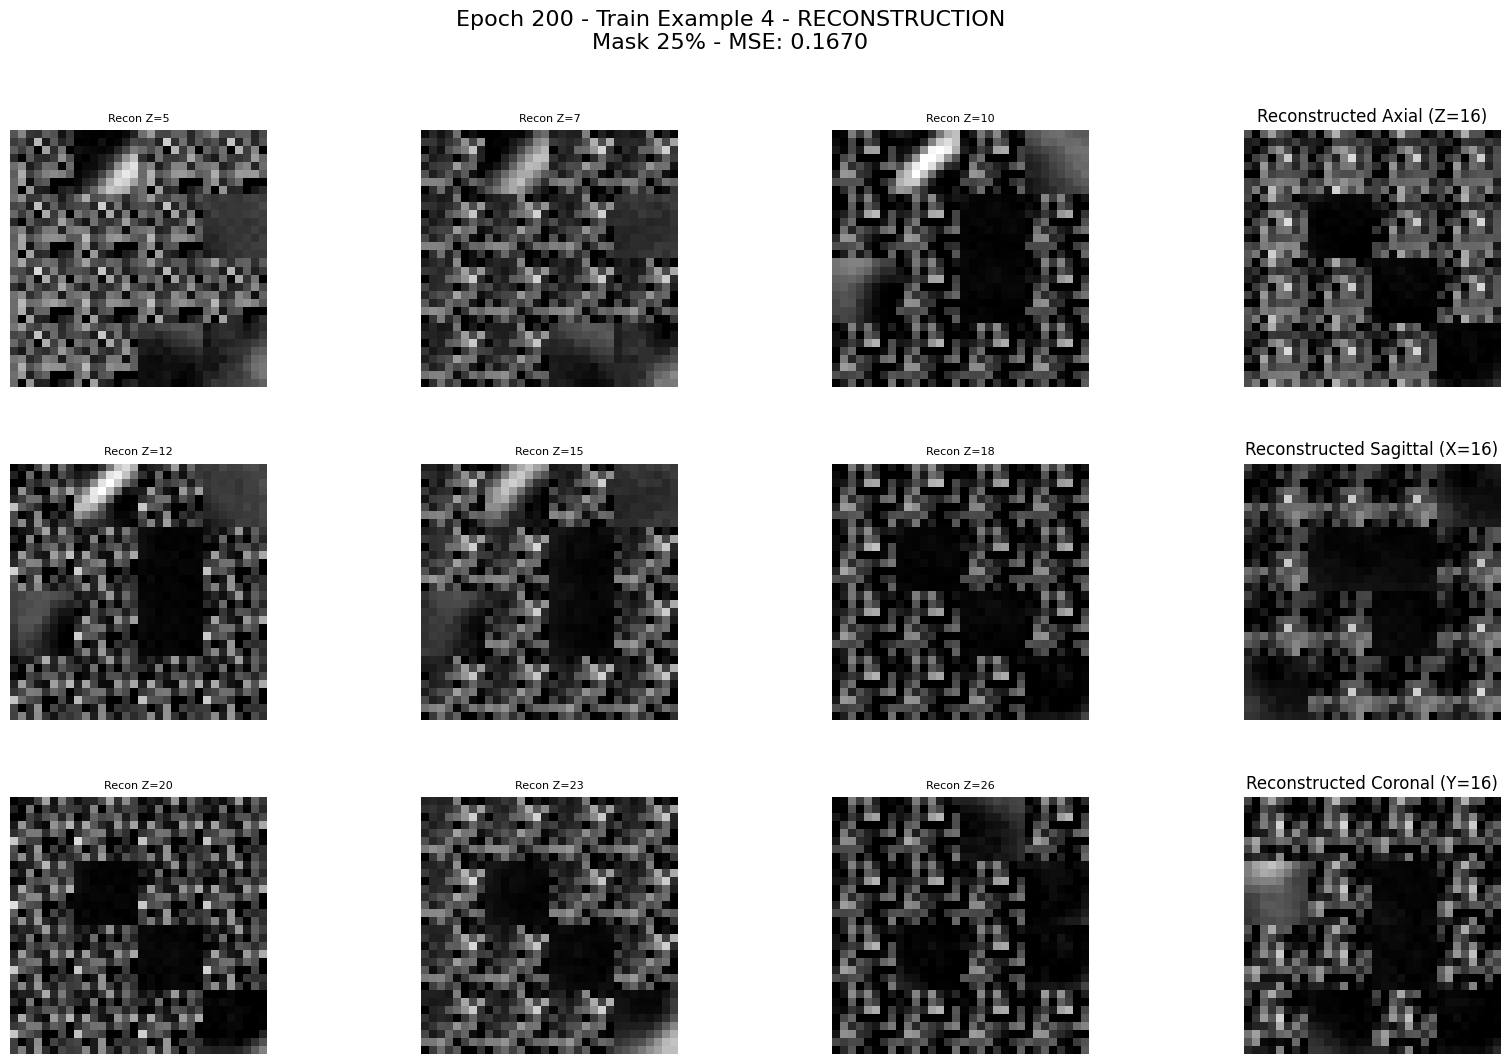 Epoch 200 - Train Example 4 - RECONSTRUCTION
Mask 25% - MSE: 0.1670
Recon Z=5
Recon Z=7
Recon Z=10
Reconstructed Axial (Z=16)
Recon Z=12
Recon Z=15
Recon Z=18
Reconstructed Sagittal (X=16)
Recon Z=20
Recon Z=23
Recon Z=26
Reconstructed Coronal (Y=16)